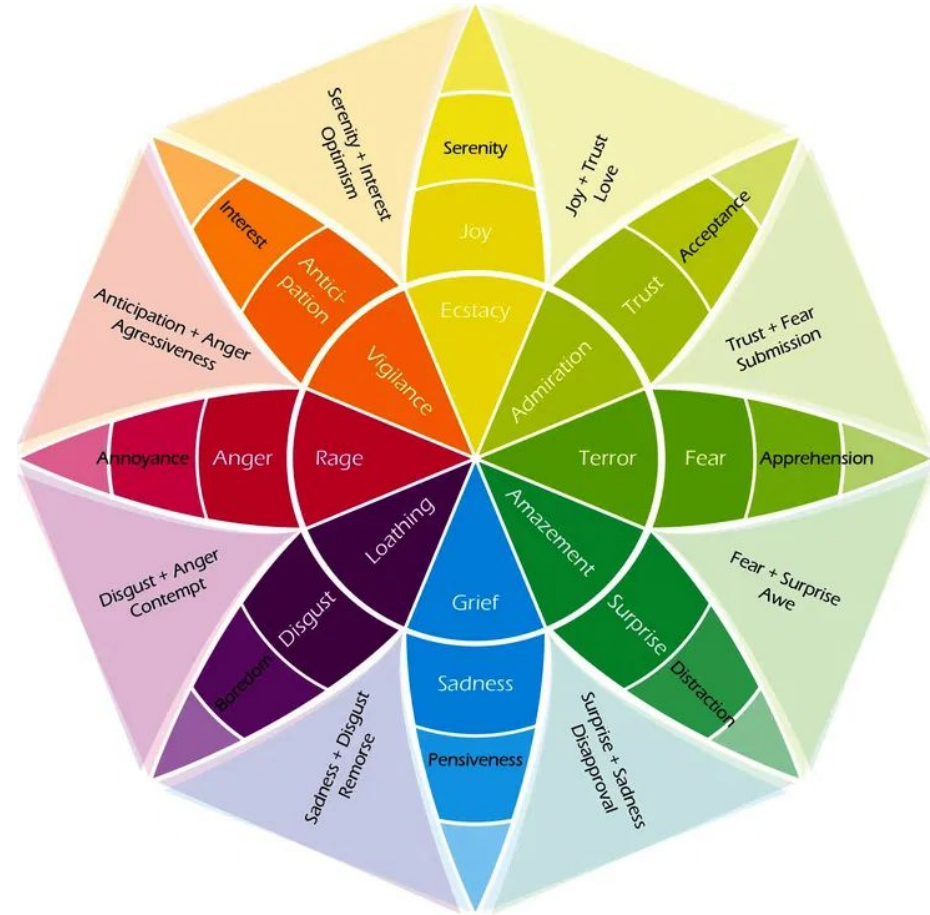 Serenity + Interest
Optimism
Serenity
Joy
Ecstacy
Joy + Trust
Love
Interest
Antici-
pation
Vigilance
Acceptance
Trust
Admiration
Anticipation + Anger
Agressiveness
Trust + Fear
Submission
Annoyance
Anger
Rage
Terror
Fear
Apprehension
Disgust + Anger
Contempt
Loathing
Disgust
Boredom
Amazement
Surprise
Distraction
Fear + Surprise
Awe
Grief
Sadness
Pensiveness
Sadness + Disgust
Remorse
Surprise + Sadness
Disapproval